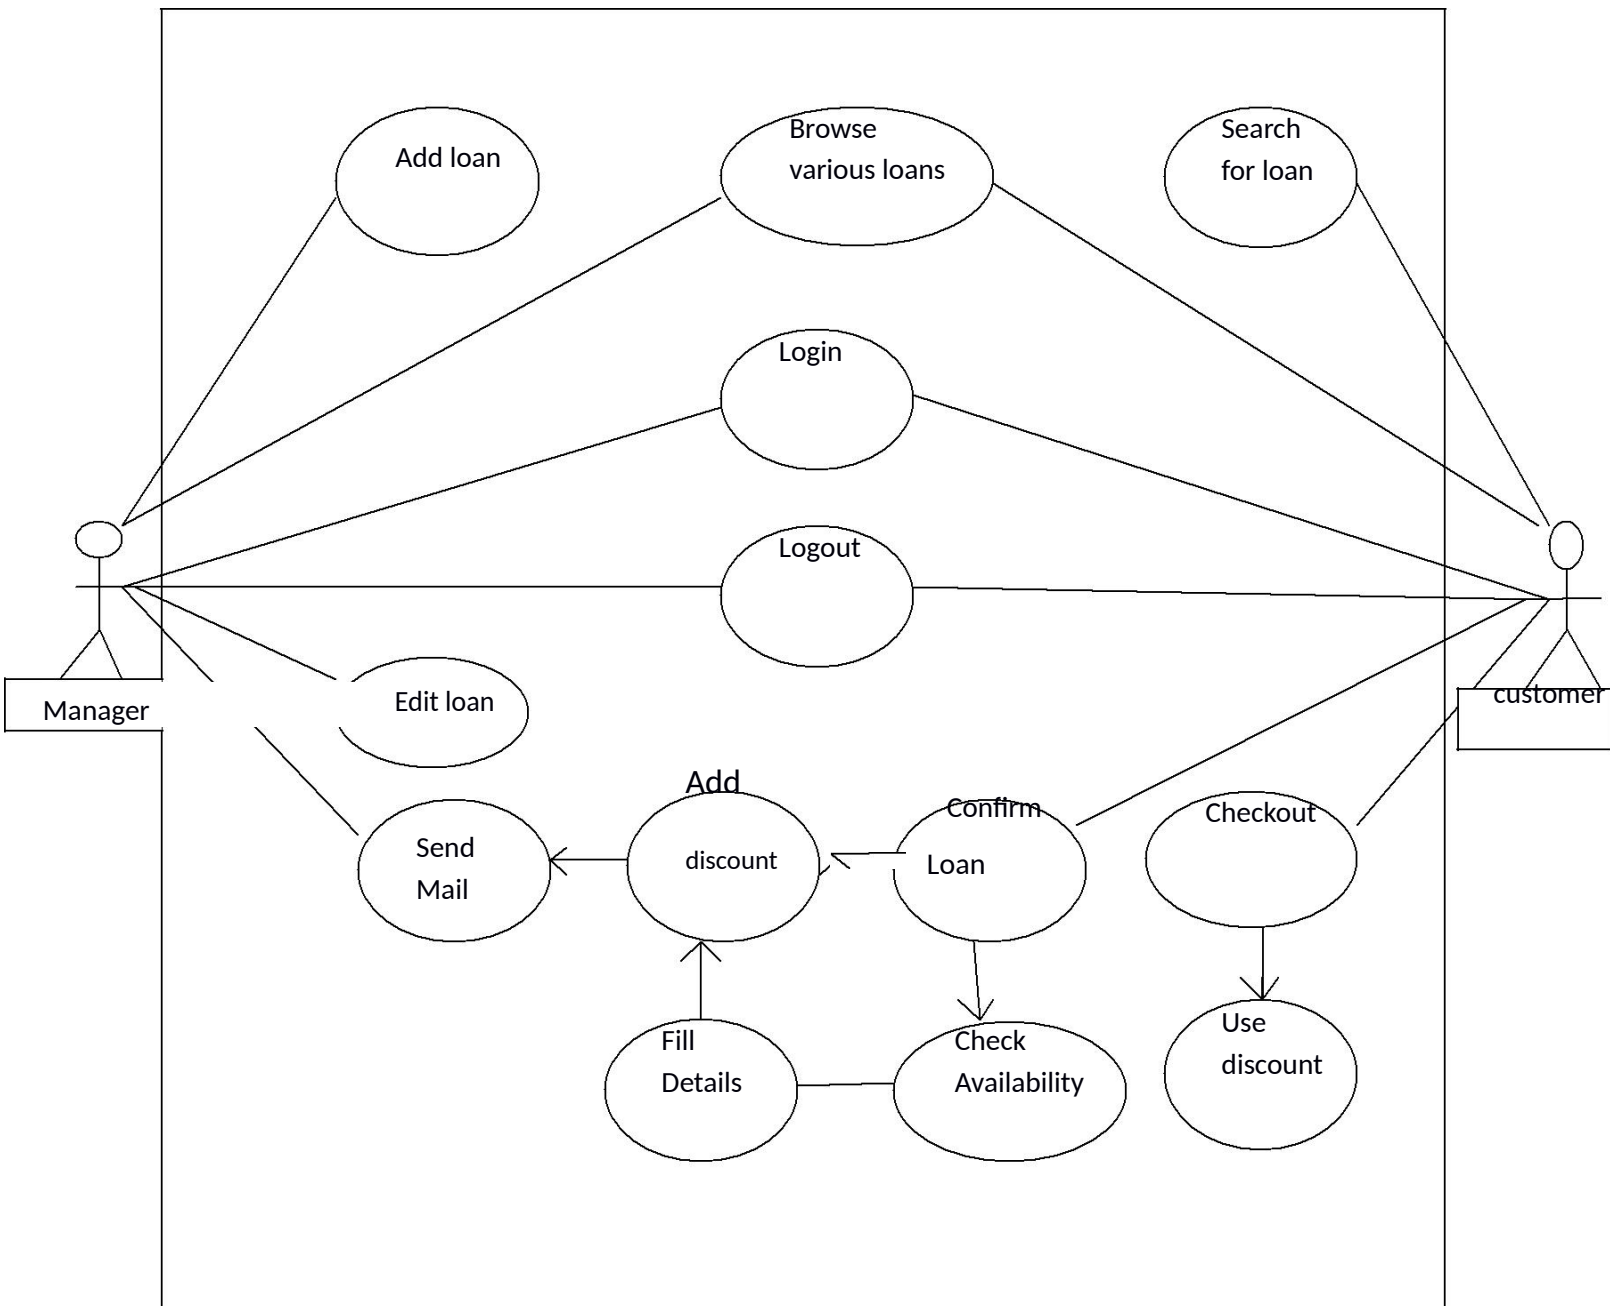 Add loan
Browse
various loans
Search
for loan
Login
Logout
Manager
Edit loan
customer
Send
Mail
Add
discount
Confirm
Loan
Checkout
Fill
Details
Check
Availability
Use
discount